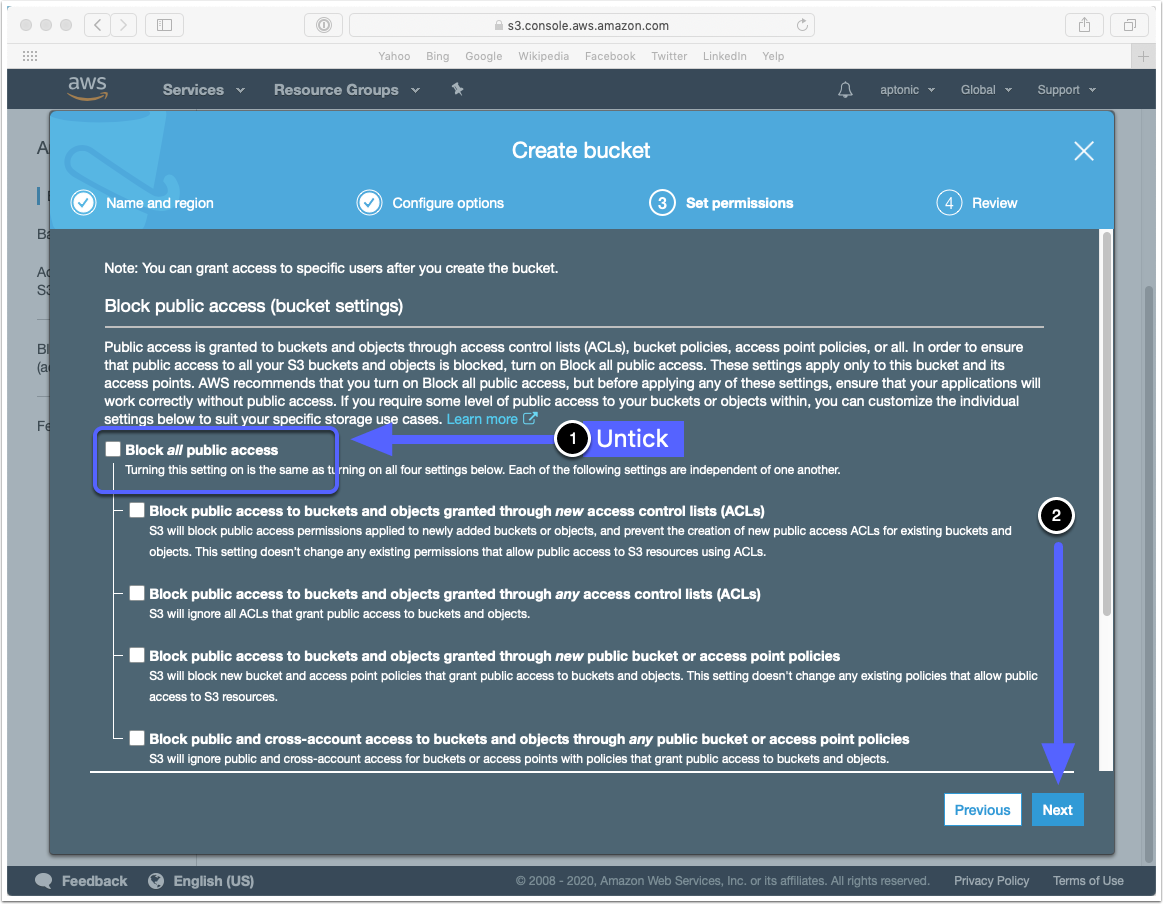 s3.console.aws.amazon.com
Yahoo Bing Google Wikipedia Facebook Twitter LinkedIn Yelp
aws Services Resource Groups aptonic Global Support
Create bucket
Name and region Configure options 3 Set permissions 4 Review
Note: You can grant access to specific users after you create the bucket.
Block public access (bucket settings)
Public access is granted to buckets and objects through access control lists (ACLs), bucket policies, access point policies, or all. In order to ensure
that public access to all your S3 buckets and objects is blocked, turn on Block all public access. These settings apply only to this bucket and its
access points. AWS recommends that you turn on Block all public access, but before applying any of these settings, ensure that your applications will
work correctly without public access. If you require some level of public access to your buckets or objects within, you can customize the individual
settings below to suit your specific storage use cases. Learn more
1 Untick
Block all public access
Turning this setting on is the same as turning on all four settings below. Each of the following settings are independent of one another.
Block public access to buckets and objects granted through new access control lists (ACLs)
S3 will block public access permissions applied to newly added buckets or objects, and prevent the creation of new public access ACLs for existing buckets and
objects. This setting doesn't change any existing permissions that allow public access to S3 resources using ACLs.
2
Block public access to buckets and objects granted through any access control lists (ACLs)
S3 will ignore all ACLs that grant public access to buckets and objects.
Block public access to buckets and objects granted through new public bucket or access point policies
S3 will block new bucket and access point policies that grant public access to buckets and objects. This setting doesn't change any existing policies that allow public
access to S3 resources.
Block public and cross-account access to buckets and objects through any public bucket or access point policies
S3 will ignore public and cross-account access for buckets or access points with policies that grant public access to buckets and objects.
Previous Next
Feedback English (US) © 2008 - 2020, Amazon Web Services, Inc. or its affiliates. All rights reserved. Privacy Policy Terms of Use